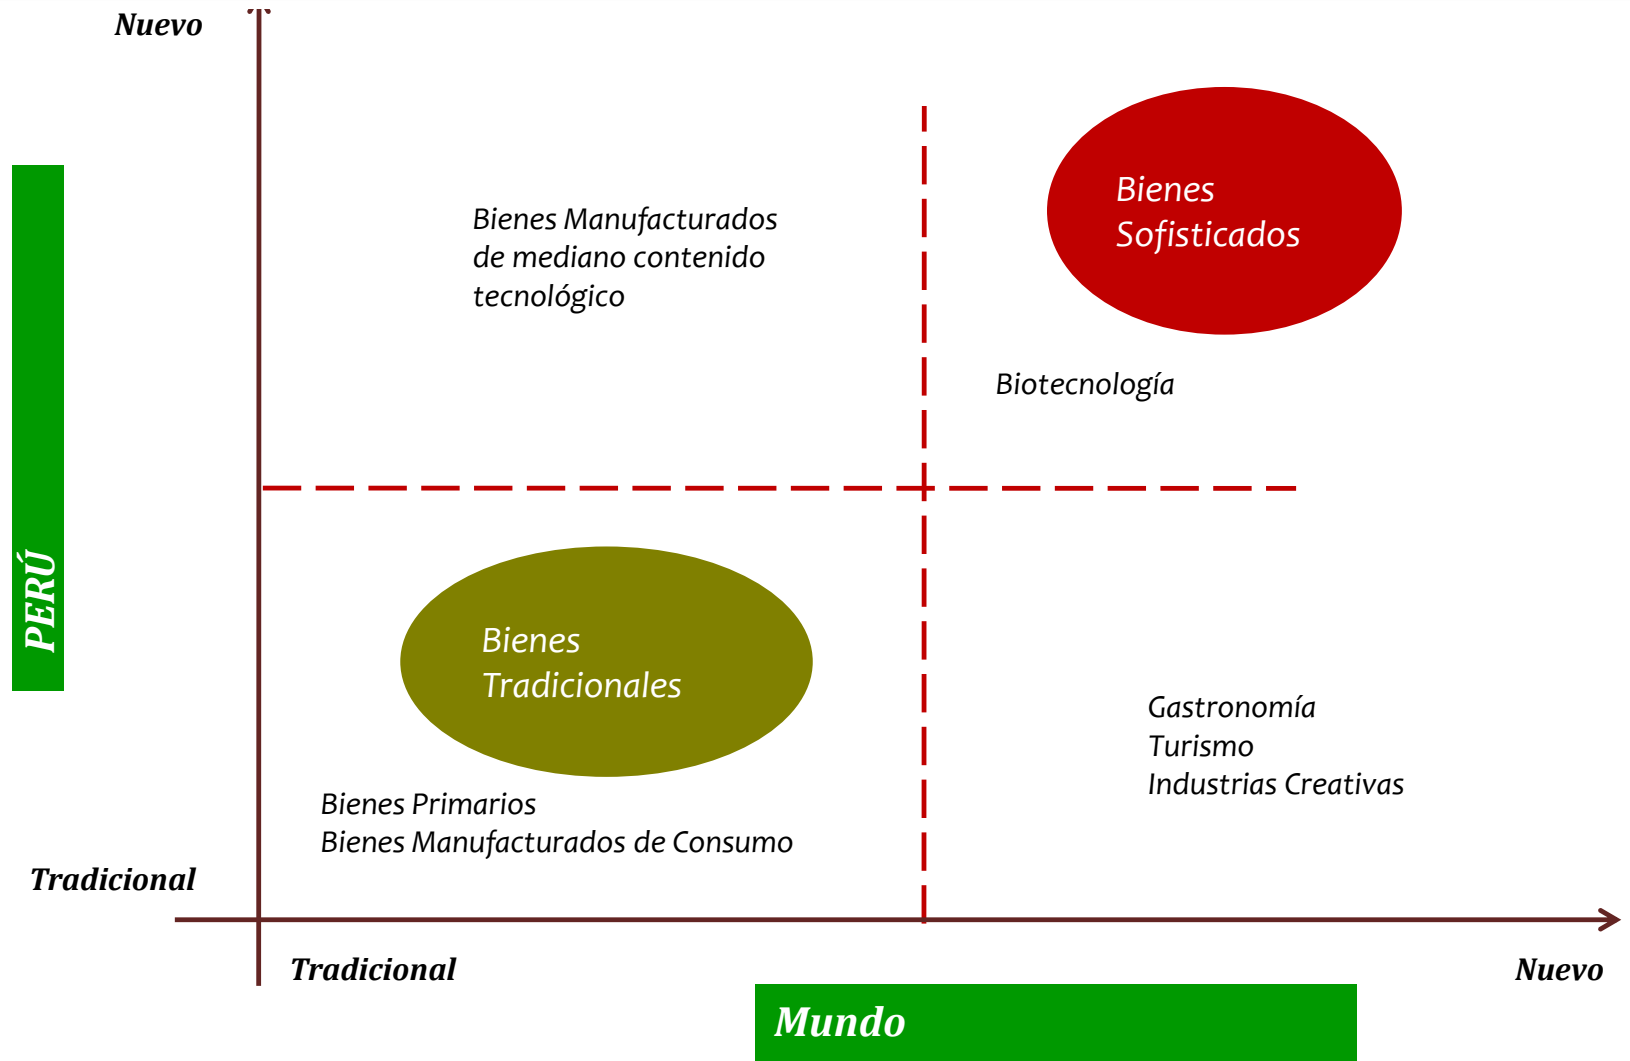 Nuevo
Bienes
Sofisticados
Bienes Manufacturados
de mediano contenido
tecnológico
Biotecnología
PERÚ
Bienes
Tradicionales
Gastronomía
Turismo
Industrias Creativas
Bienes Primarios
Bienes Manufacturados de Consumo
Tradicional
Tradicional
Nuevo
Mundo